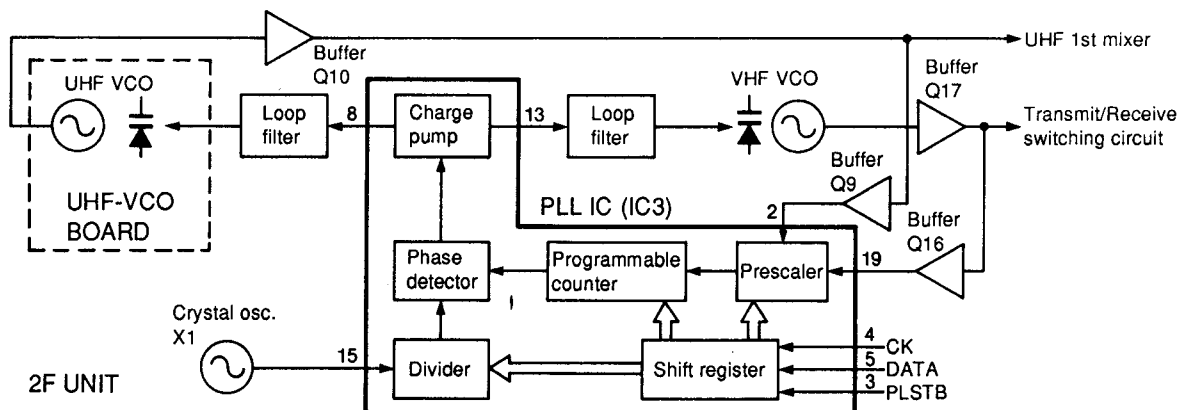 UHF 1st mixer
Buffer
Q10
UHF VCO
VHF VCO
Buffer
Q17
Loop
filter
8
Charge
pump
13
Loop
filter
Transmit/Receive
switching circuit
UHF-VCO
BOARD
Buffer
Q9
PLL IC (IC3)
2
Buffer
Q16
Phase
detector
Programmable
counter
Prescaler
19
Crystal osc.
X1
15
Divider
Shift register
4
CK
5
DATA
3
PLSTB
2F UNIT